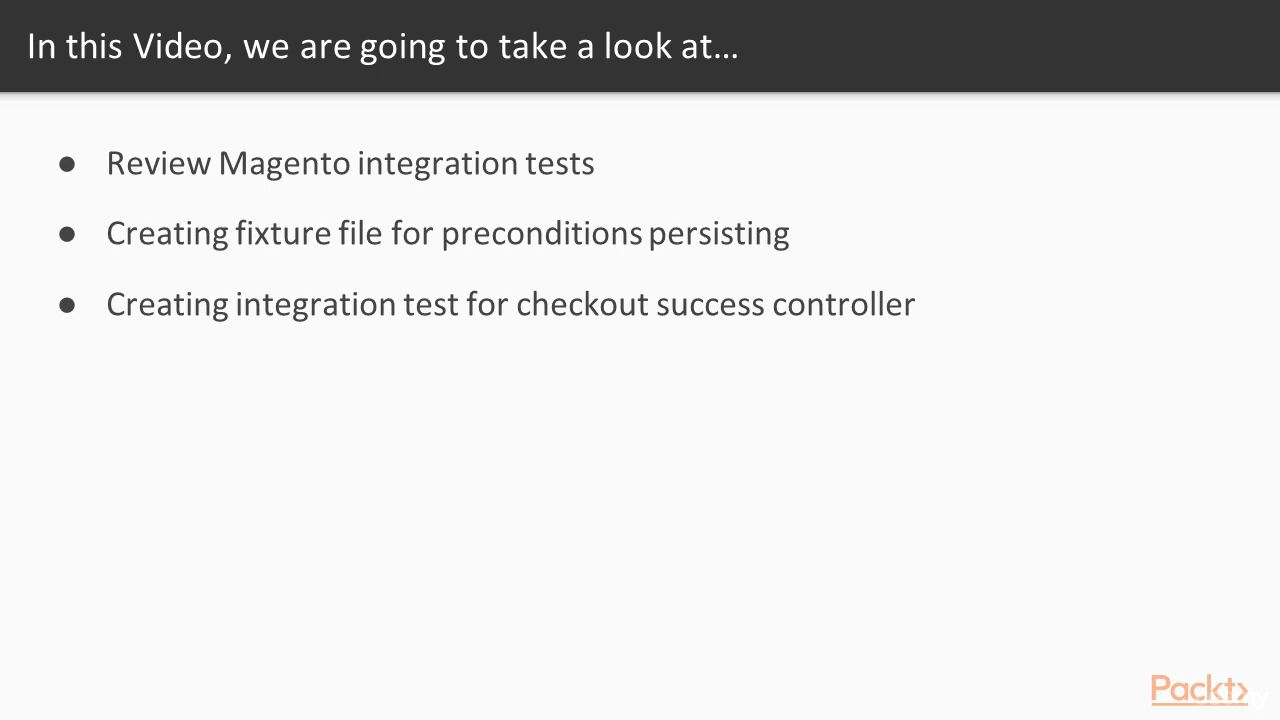 In this Video, we are going to take a look at...
● Review Magento integration tests
● Creating fixture file for preconditions persisting
● Creating integration test for checkout success controller
Packt>